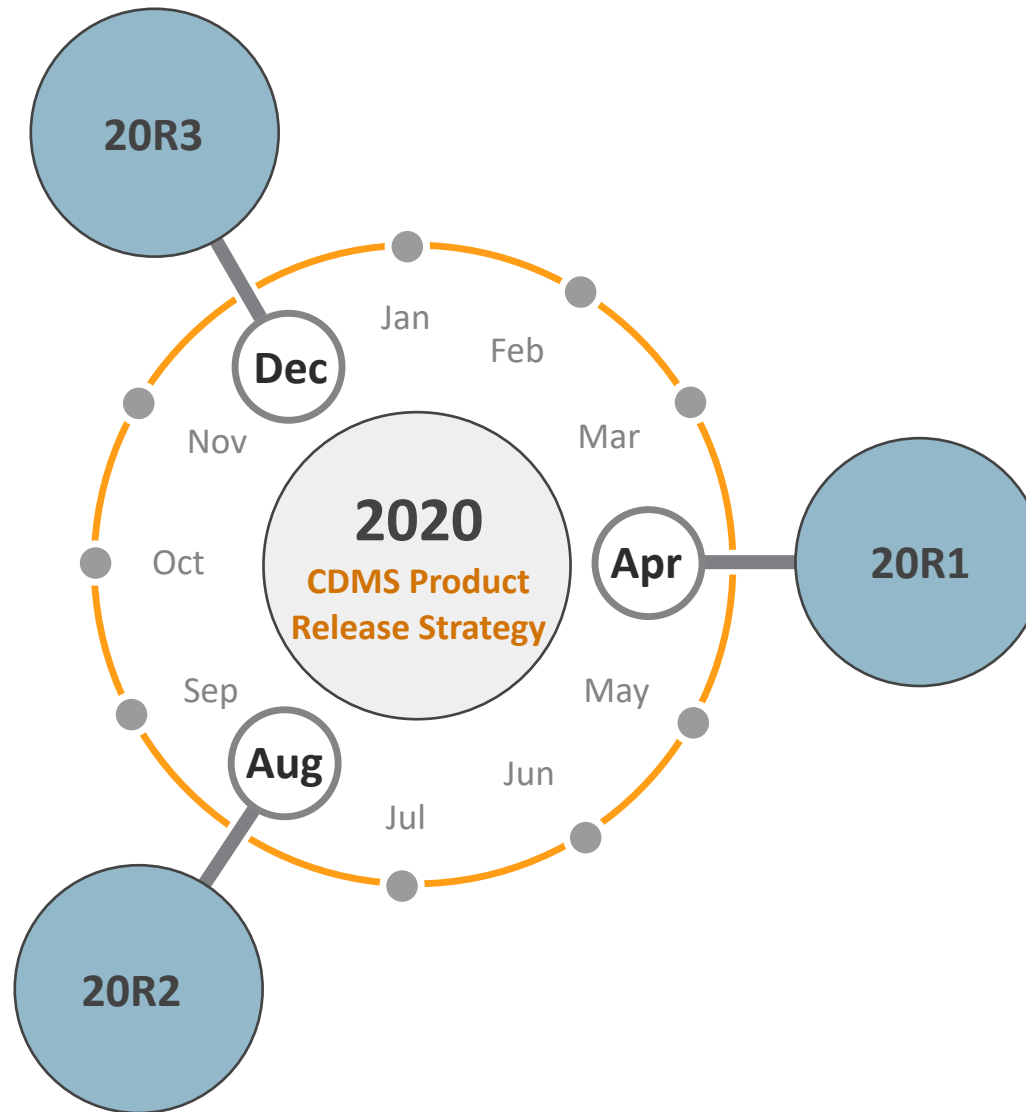 20R3
Jan
Dec
Feb
Nov
Mar
2020
CDMS Product
Release Strategy
Oct
Apr
20R1
Sep
May
Aug
Jun
Jul
20R2